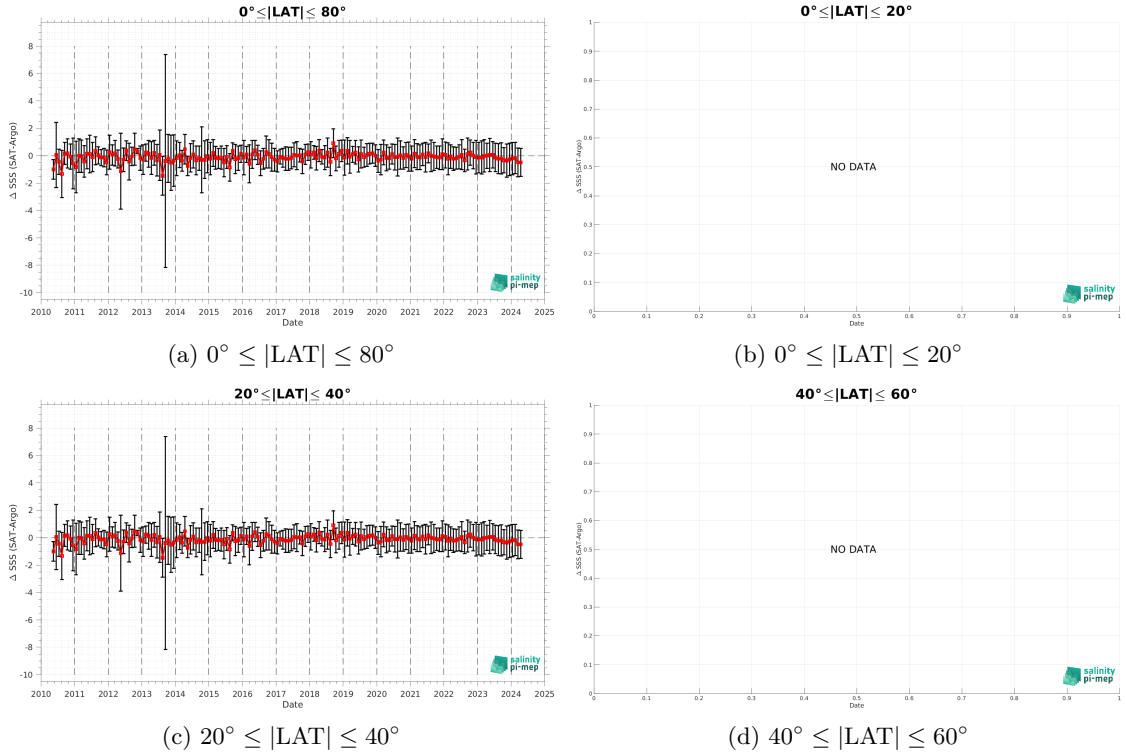 0°≤|LAT|≤ 80°
Δ SSS (SAT-Argo)
8
6
4
2
0
-2
-4
-6
-8
-10
2010 2011 2012 2013 2014 2015 2016 2017 2018 2019 2020 2021 2022 2023 2024 2025
Date
salinity
pi-mep
(a) 0° ≤ |LAT| ≤ 80°
0°≤|LAT|≤ 20°
Δ SSS (SAT-Argo)
1
0.9
0.8
0.7
0.6
0.5
0.4
0.3
0.2
0.1
0
NO DATA
0 0.1 0.2 0.3 0.4 0.5 0.6 0.7 0.8 0.9 1
Date
salinity
pi-mep
(b) 0° ≤ |LAT| ≤ 20°
20°≤|LAT|≤ 40°
Δ SSS (SAT-Argo)
8
6
4
2
0
-2
-4
-6
-8
-10
2010 2011 2012 2013 2014 2015 2016 2017 2018 2019 2020 2021 2022 2023 2024 2025
Date
salinity
pi-mep
(c) 20° ≤ |LAT| ≤ 40°
40°≤|LAT|≤ 60°
Δ SSS (SAT-Argo)
1
0.9
0.8
0.7
0.6
0.5
0.4
0.3
0.2
0.1
0
NO DATA
0 0.1 0.2 0.3 0.4 0.5 0.6 0.7 0.8 0.9 1
Date
salinity
pi-mep
(d) 40° ≤ |LAT| ≤ 60°